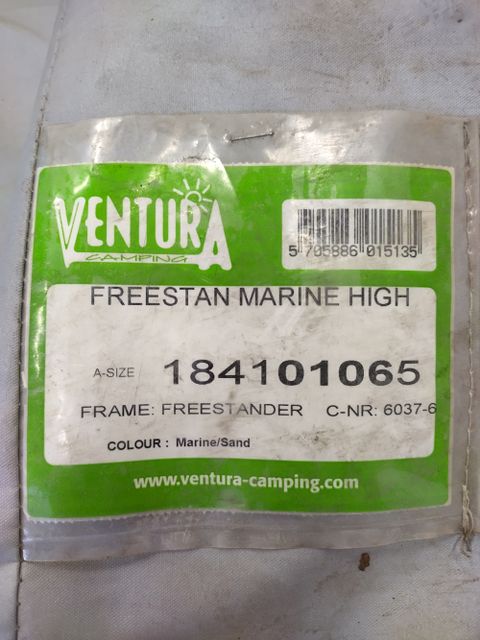 VENTURA
CAMPING
5 705886 015135
FREESTAN MARINE HIGH
A-SIZE 184101065
FRAME: FREESTANDER C-NR: 6037-6
COLOUR : Marine/Sand
www.ventura-camping.com